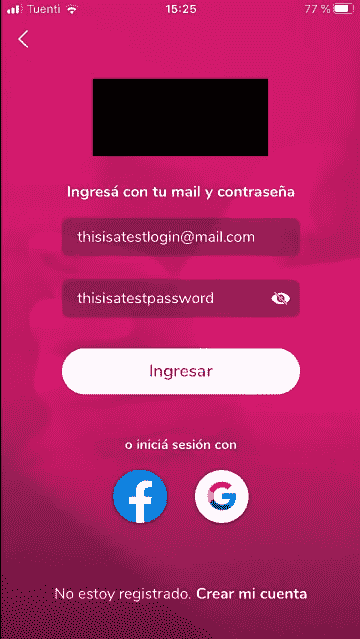 Tuenti 15:25 77 %
Ingresá con tu mail y contraseña
thisisatestlogin@mail.com
thisisatestpassword
Ingresar
o iniciá sesión con
No estoy registrado. Crear mi cuenta